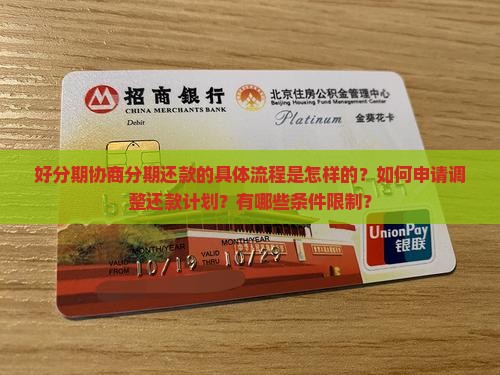 招商银行
CHINA MERCHANTS BANK
Debit
北京住房公积金管理中心
Beijing Housing Fund Management Center
Platinum 金葵花卡
好分期协商分期还款的具体流程是怎样的？如何申请调
整还款计划？有哪些条件限制？
MONTH/YEAR MONTH/YEAR
VALID FROM 10/19 VALID THRU 10/29
UnionPay
银联